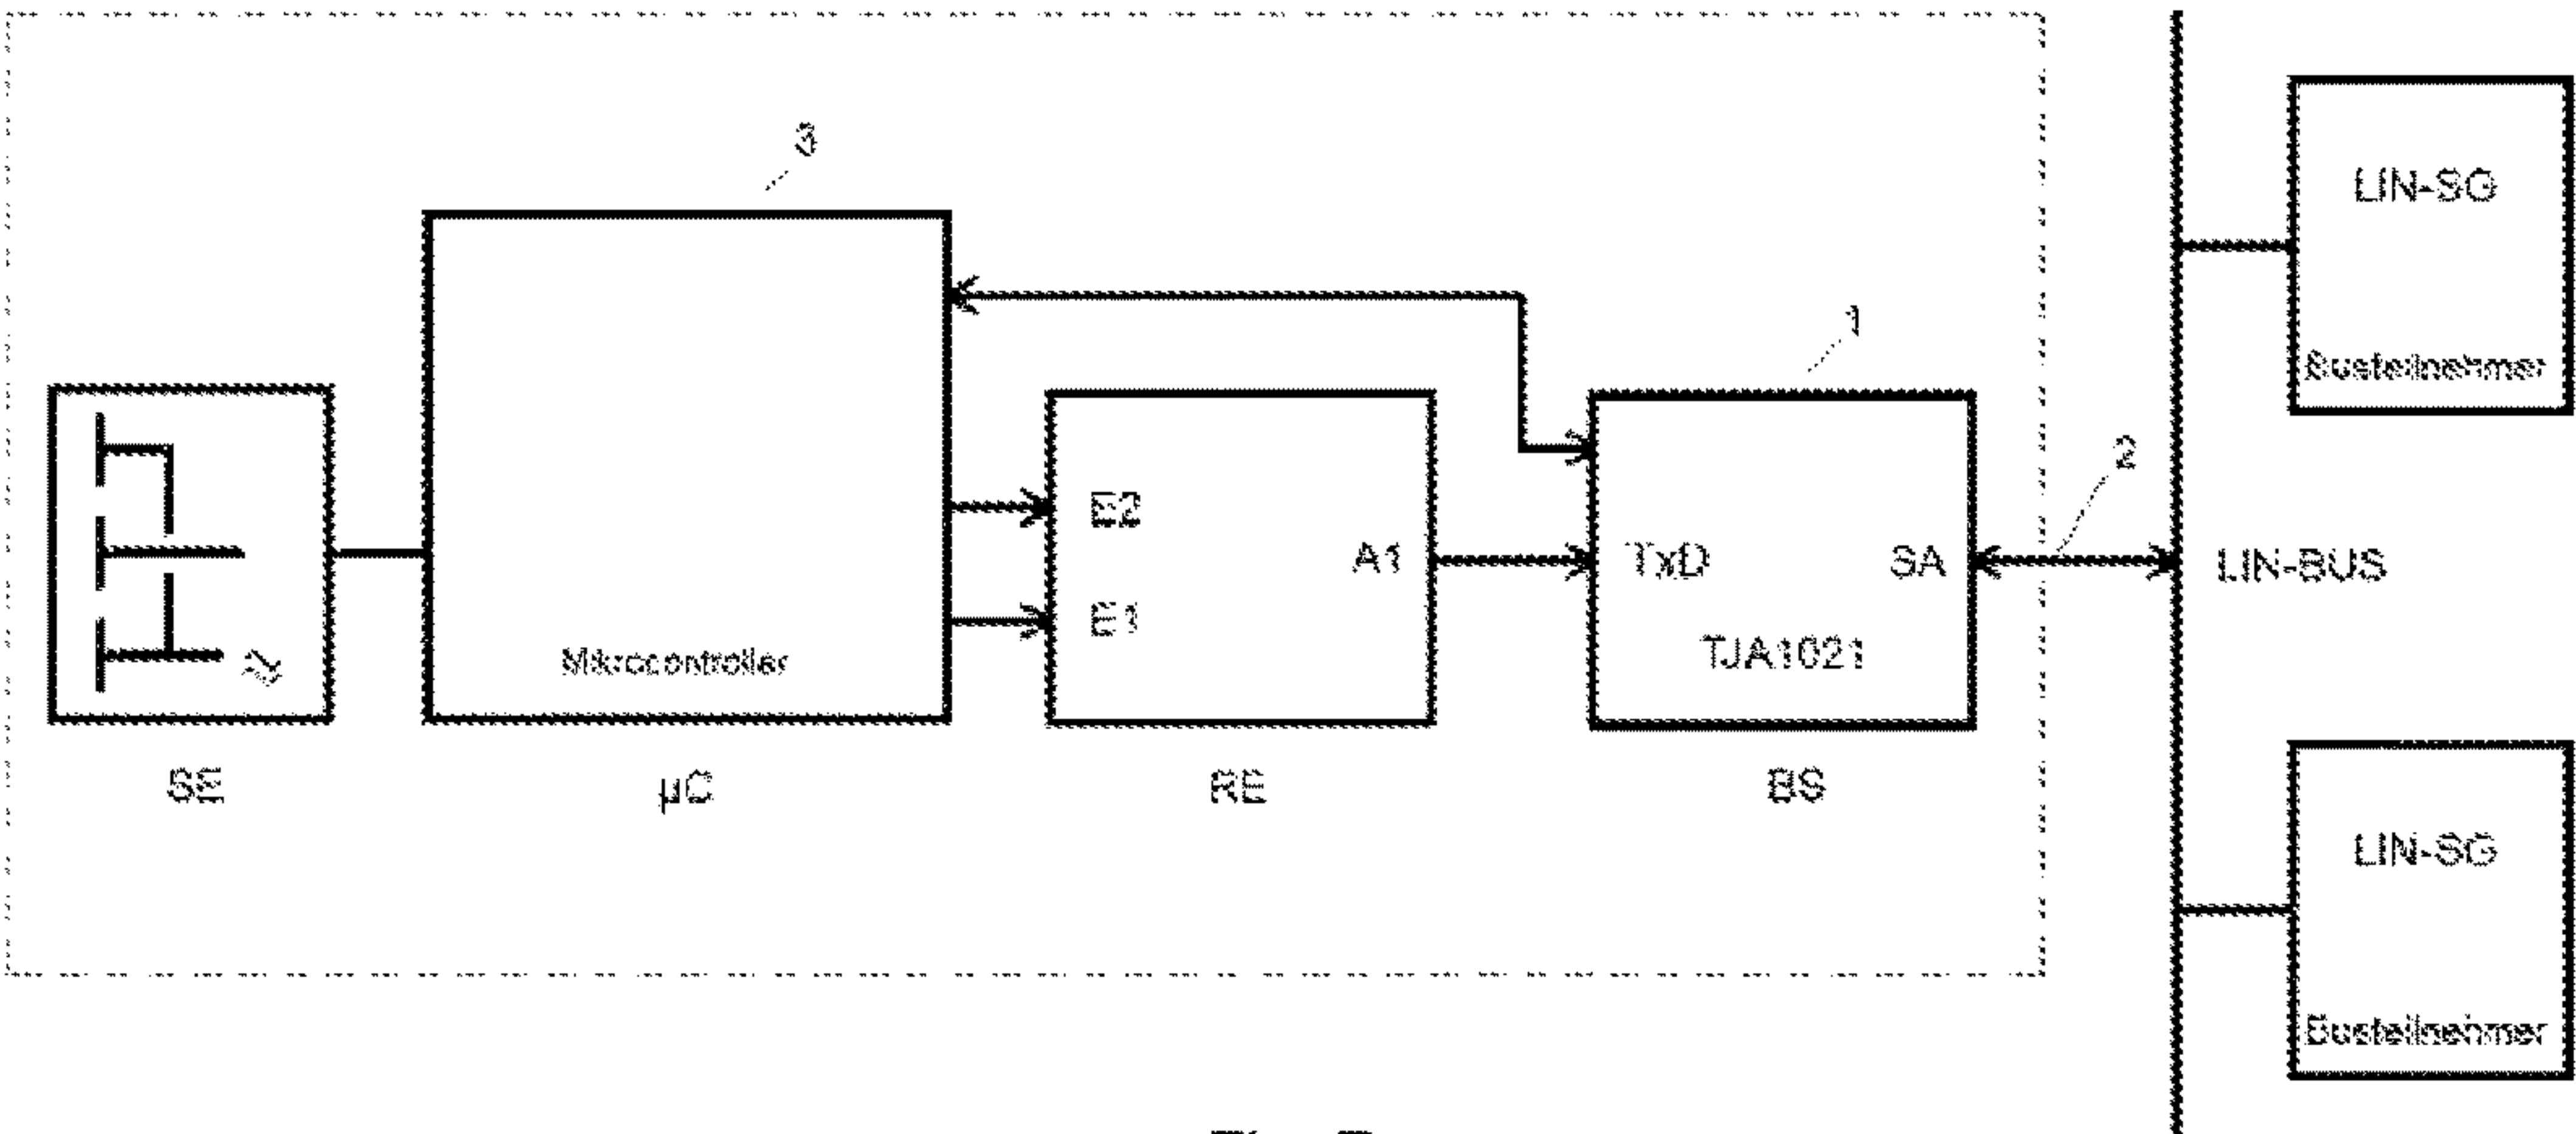 3
LIN-SG
1
Busteilnehmer
2
E2
A1
TxD
SA
LIN-BUS
E1
TJA1021
Mikrocontroller
SE
µC
RE
BS
LIN-SG
Busteilnehmer